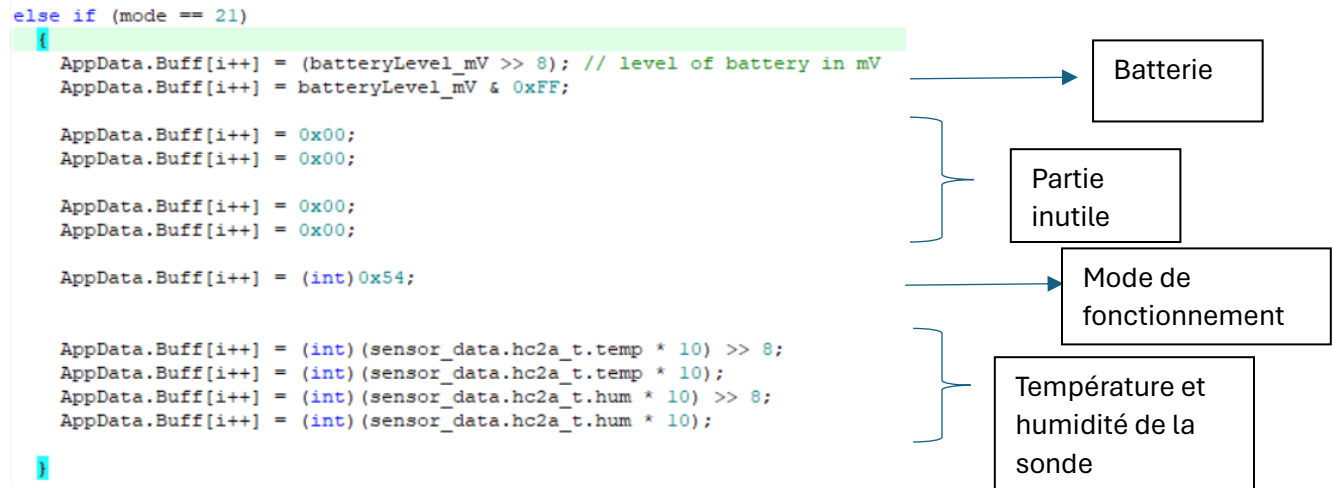 else if (mode == 21)
{
AppData.Buff[i++] = (batteryLevel_mV >> 8); // level of battery in mV
AppData.Buff[i++] = batteryLevel_mV & 0xFF;
Batterie
AppData.Buff[i++] = 0x00;
AppData.Buff[i++] = 0x00;
AppData.Buff[i++] = 0x00;
AppData.Buff[i++] = 0x00;
Partie
inutile
AppData.Buff[i++] = (int)0x54;
Mode de
fonctionnement
AppData.Buff[i++] = (int)(sensor_data.hc2a_t.temp * 10) >> 8;
AppData.Buff[i++] = (int)(sensor_data.hc2a_t.temp * 10);
AppData.Buff[i++] = (int)(sensor_data.hc2a_t.hum * 10) >> 8;
AppData.Buff[i++] = (int)(sensor_data.hc2a_t.hum * 10);
Température et
humidité de la
sonde
}